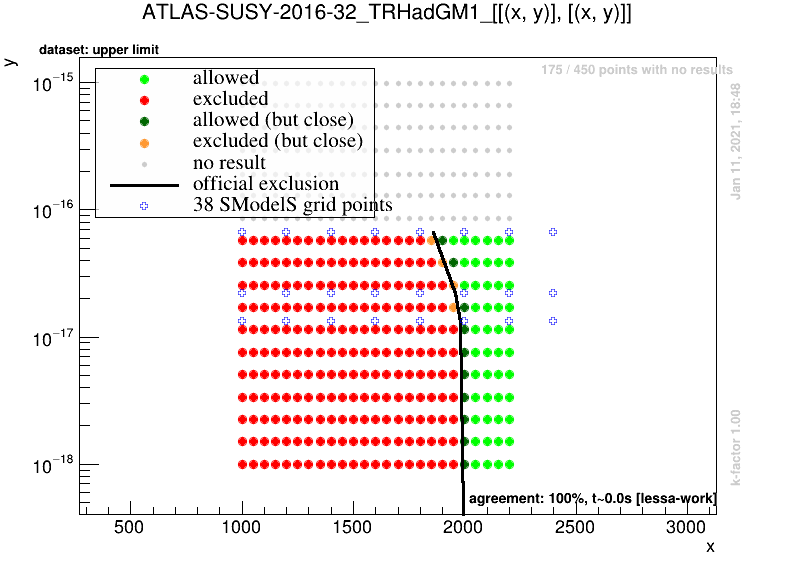 ATLAS-SUSY-2016-32_TRHadGM1_[[(x, y)], [(x, y)]]
dataset: upper limit
y
175 / 450 points with no results
allowed
excluded
allowed (but close)
excluded (but close)
no result
official exclusion
38 SModelS grid points
10−15
10−16
10−17
10−18
Jan 11, 2021, 18:48
k-factor 1.00
agreement: 100%, t~0.0s [lessa-work]
500 1000 1500 2000 2500 3000
x